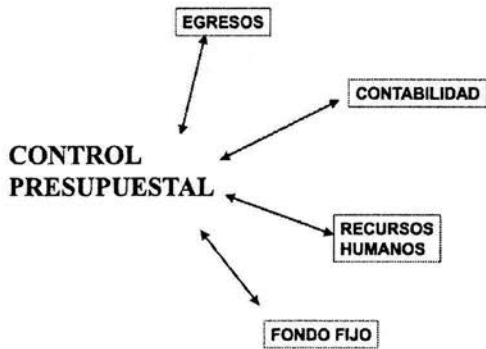 EGRESOS
CONTABILIDAD
CONTROL
PRESUPUESTAL
RECURSOS
HUMANOS
FONDO FIJO